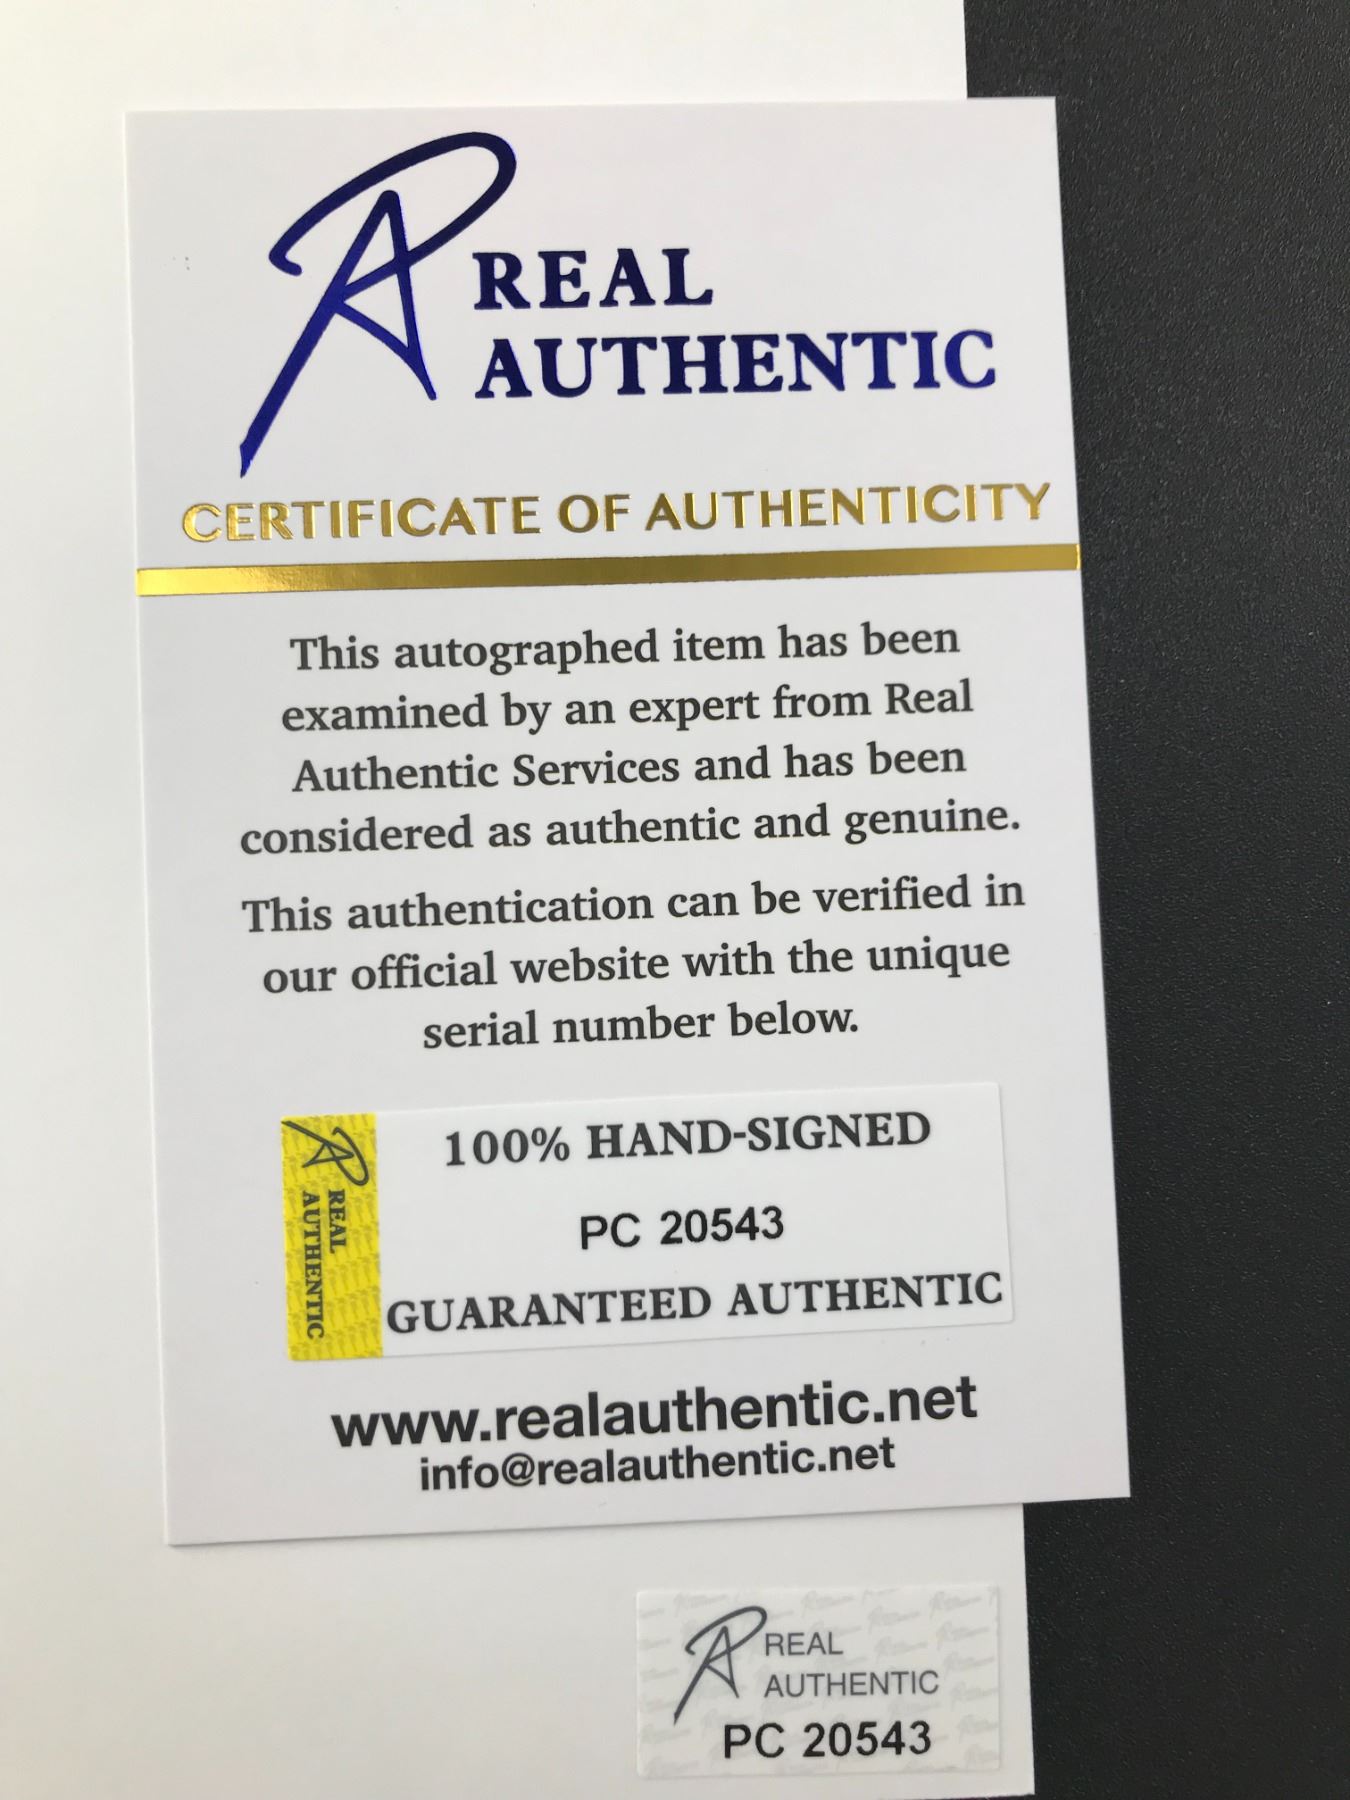 REAL
AUTHENTIC
CERTIFICATE OF AUTHENTICITY
This autographed item has been
examined by an expert from Real
Authentic Services and has been
considered as authentic and genuine.
This authentication can be verified in
our official website with the unique
serial number below.
REAL
AUTHENTIC
100% HAND-SIGNED
PC 20543
GUARANTEED AUTHENTIC
www.realauthentic.net
info@realauthentic.net
REAL
AUTHENTIC
PC 20543